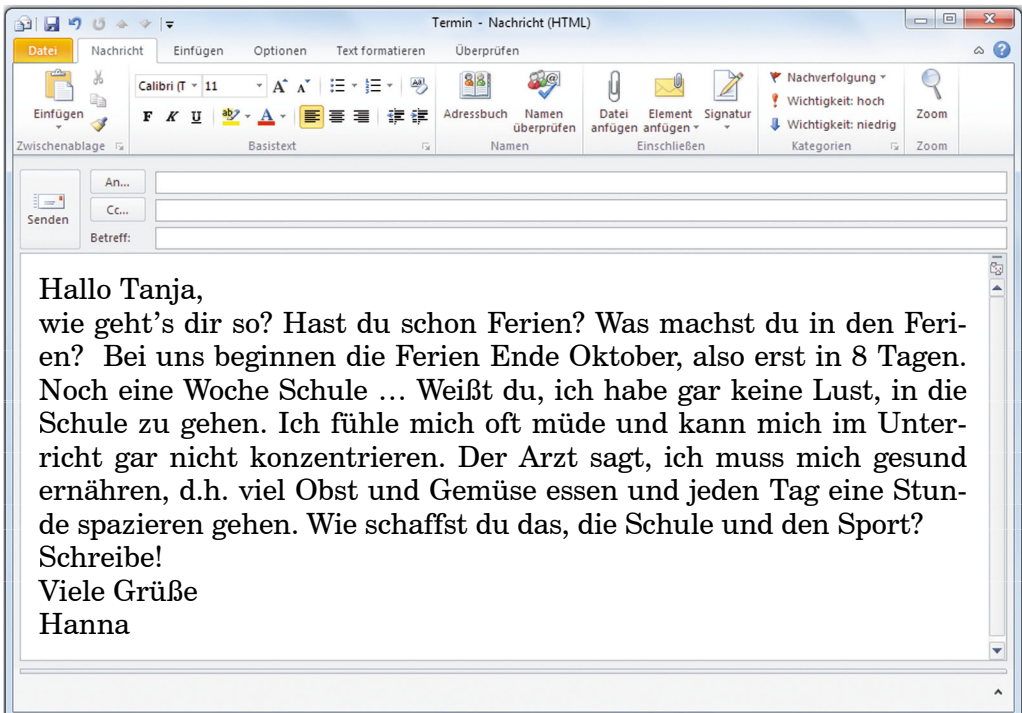 Termin - Nachricht (HTML)
Datei Nachricht Einfügen Optionen Text formatieren Überprüfen
Einfügen
Zwischenablage
Calibri (T 11
F K U
Basistext
Adressbuch
Namen
überprüfen
Namen
Datei
anfügen
Element
anfügen
Signatur
Einschließen
Nachverfolgung
Wichtigkeit: hoch
Wichtigkeit: niedrig
Kategorien
Zoom
Zoom
Senden
An...
Cc...
Betreff:
Hallo Tanja,
wie geht's dir so? Hast du schon Ferien? Was machst du in den Feri-
en? Bei uns beginnen die Ferien Ende Oktober, also erst in 8 Tagen.
Noch eine Woche Schule … Weißt du, ich habe gar keine Lust, in die
Schule zu gehen. Ich fühle mich oft müde und kann mich im Unter-
richt gar nicht konzentrieren. Der Arzt sagt, ich muss mich gesund
ernähren, d.h. viel Obst und Gemüse essen und jeden Tag eine Stun-
de spazieren gehen. Wie schaffst du das, die Schule und den Sport?
Schreibe!
Viele Grüße
Hanna